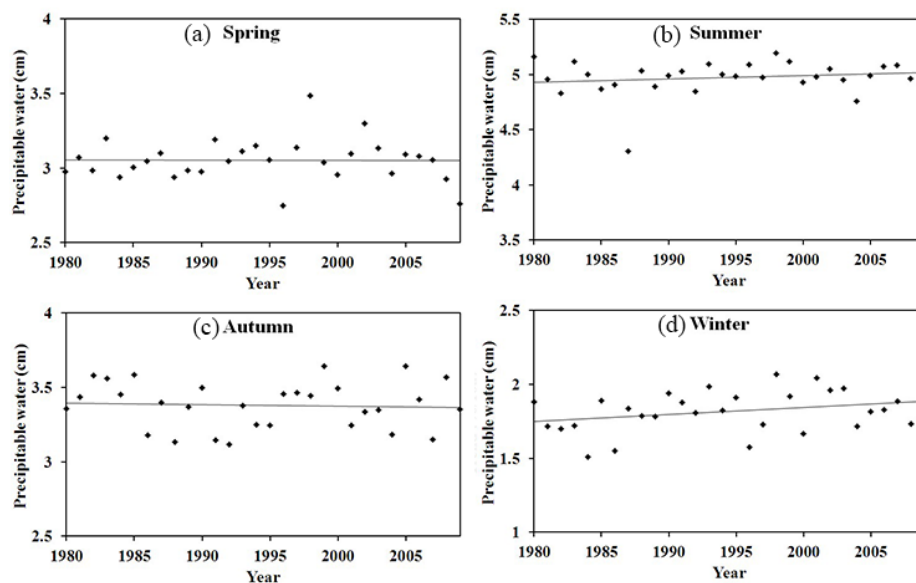 (a) Spring
Precipitable water (cm)
4
3.5
3
2.5
1980 1985 1990 1995 2000 2005
Year
(b) Summer
Precipitable water (cm)
5.5
5
4.5
4
3.5
1980 1985 1990 1995 2000 2005
Year
(c) Autumn
Precipitable water (cm)
4
3.5
3
2.5
1980 1985 1990 1995 2000 2005
Year
(d) Winter
Precipitable water (cm)
2.5
2
1.5
1
1980 1985 1990 1995 2000 2005
Year